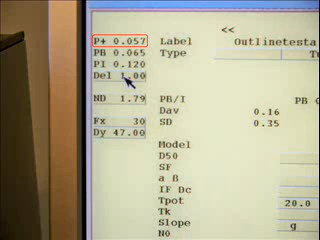 <<
P+ 0.057 Label Outlinetesta
PB 0.065 Type
PI 0.120
Del 1.00
ND 1.79 PB/I PB
Dav 0.16
SD 0.35
Fx 30
Dy 47.00
Model
D50
SF
a ß
IF Dc
Tpot 20.0
Tk
Slope g
N0